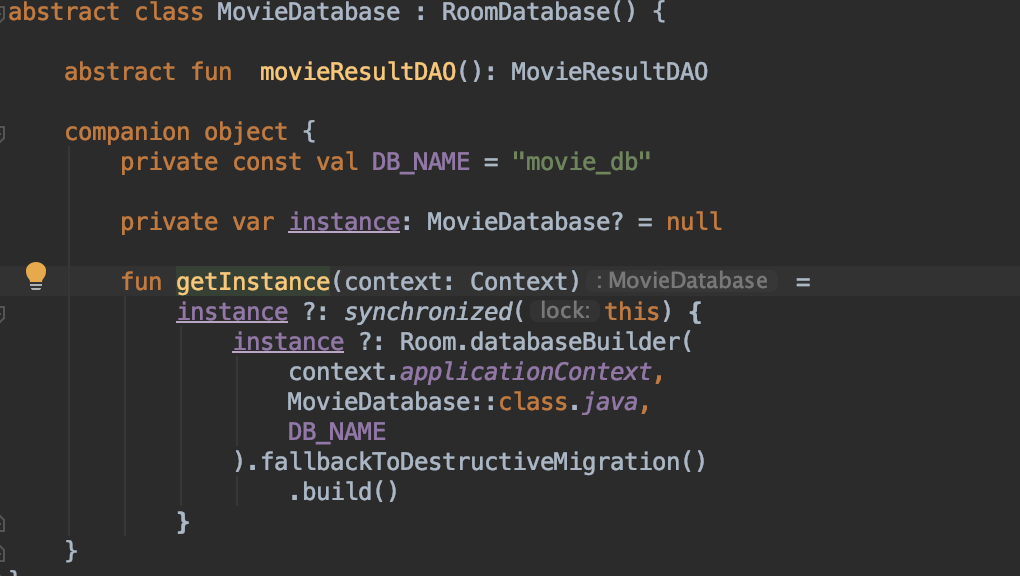 abstract class MovieDatabase : RoomDatabase() {
abstract fun  movieResultDAO(): MovieResultDAO
companion object {
private const val DB_NAME = "movie_db"
private var instance: MovieDatabase? = null
fun getInstance(context: Context) : MovieDatabase =
instance ?: synchronized( lock: this) {
instance ?: Room.databaseBuilder(
context.applicationContext,
MovieDatabase::class.java,
DB_NAME
).fallbackToDestructiveMigration()
.build()
}
}
}